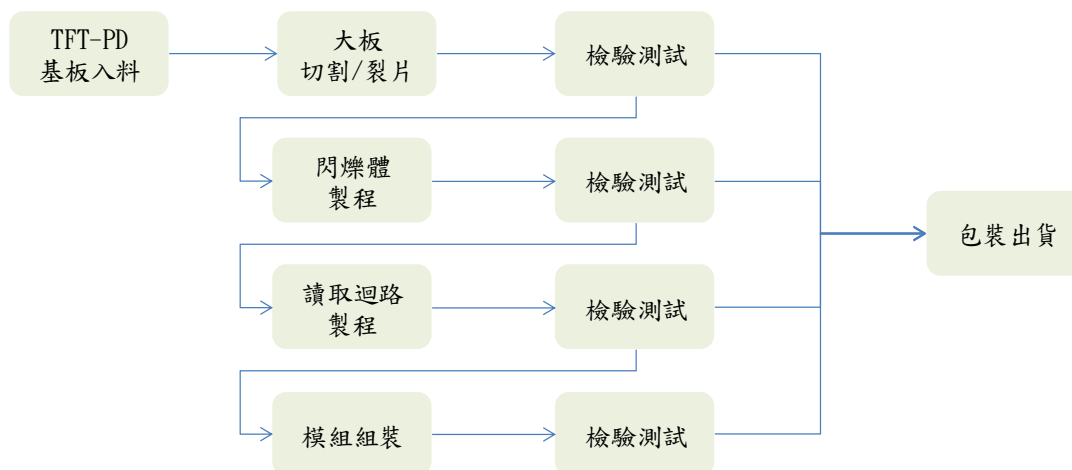 TFT-PD
基板入料
大板
切割/裂片
檢驗測試
閃爍體
製程
檢驗測試
讀取迴路
製程
檢驗測試
模組組裝
檢驗測試
包裝出貨